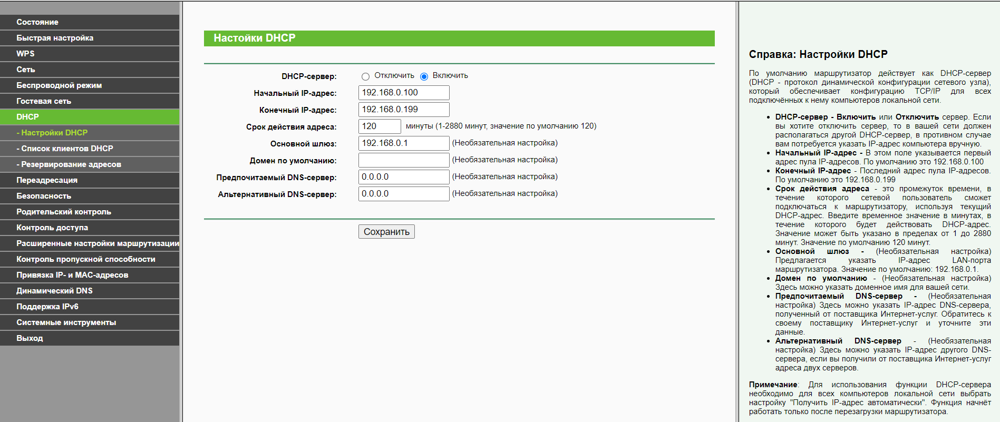 Состояние
Быстрая настройка
WPS
Сеть
Беспроводной режим
Гостевая сеть
DHCP
- Настройки DHCP
- Список клиентов DHCP
- Резервирование адресов
Переадресация
Безопасность
Родительский контроль
Контроль доступа
Расширенные настройки маршрутизации
Контроль пропускной способности
Привязка IP- и MAC-адресов
Динамический DNS
Поддержка IPv6
Системные инструменты
Выход
Настойки DHCP
DHCP-сервер: Отключить Включить
Начальный IP-адрес: 192.168.0.100
Конечный IP-адрес: 192.168.0.199
Срок действия адреса: 120 минуты (1-2880 минут, значение по умолчанию 120)
Основной шлюз: 192.168.0.1 (Необязательная настройка)
Домен по умолчанию: (Необязательная настройка)
Предпочитаемый DNS-сервер: 0.0.0.0 (Необязательная настройка)
Альтернативный DNS-сервер: 0.0.0.0 (Необязательная настройка)
Сохранить
Справка: Настройки DHCP
По умолчанию маршрутизатор действует как DHCP-сервер
(DHCP - протокол динамической конфигурации сетевого узла),
который обеспечивает конфигурацию TCP/IP для всех
подключённых к нему компьютеров локальной сети.
• DHCP-сервер - Включить или Отключить сервер. Если
вы хотите отключить сервер, то в вашей сети должен
располагаться другой DHCP-сервер, в противном случае
вам потребуется указать IP-адрес компьютера вручную.
• Начальный IP-адрес - В этом поле указывается первый
адрес пула IP-адресов. По умолчанию это 192.168.0.100
• Конечный IP-адрес - Последний адрес пула IP-адресов.
По умолчанию это 192.168.0.199
• Срок действия адреса - это промежуток времени, в
течение которого сетевой пользователь сможет
подключаться к маршрутизатору, используя текущий
DHCP-адрес. Введите временное значение в минутах, в
течение которого будет действовать DHCP-адрес.
Значение может быть указано в пределах от 1 до 2880
минут. Значение по умолчанию 120 минут.
• Основной шлюз - (Необязательная настройка)
Предлагается указать IP-адрес LAN-порта
маршрутизатора. Значение по умолчанию: 192.168.0.1.
• Домен по умолчанию - (Необязательная настройка)
Здесь можно указать доменное имя для вашей сети.
• Предпочитаемый DNS-сервер - (Необязательная
настройка) Здесь можно указать IP-адрес DNS-сервера,
полученный от поставщика Интернет-услуг. Обратитесь к
своему поставщику Интернет-услуг и уточните эти
данные.
• Альтернативный DNS-сервер - (Необязательная
настройка) Здесь можно указать IP-адрес другого DNS-
сервера, если вы получили от поставщика Интернет-услуг
адреса двух серверов.
Примечание: Для использования функции DHCP-сервера
необходимо для всех компьютеров локальной сети выбрать
настройку "Получить IP-адрес автоматически". Функция начнёт
работать только после перезагрузки маршрутизатора.